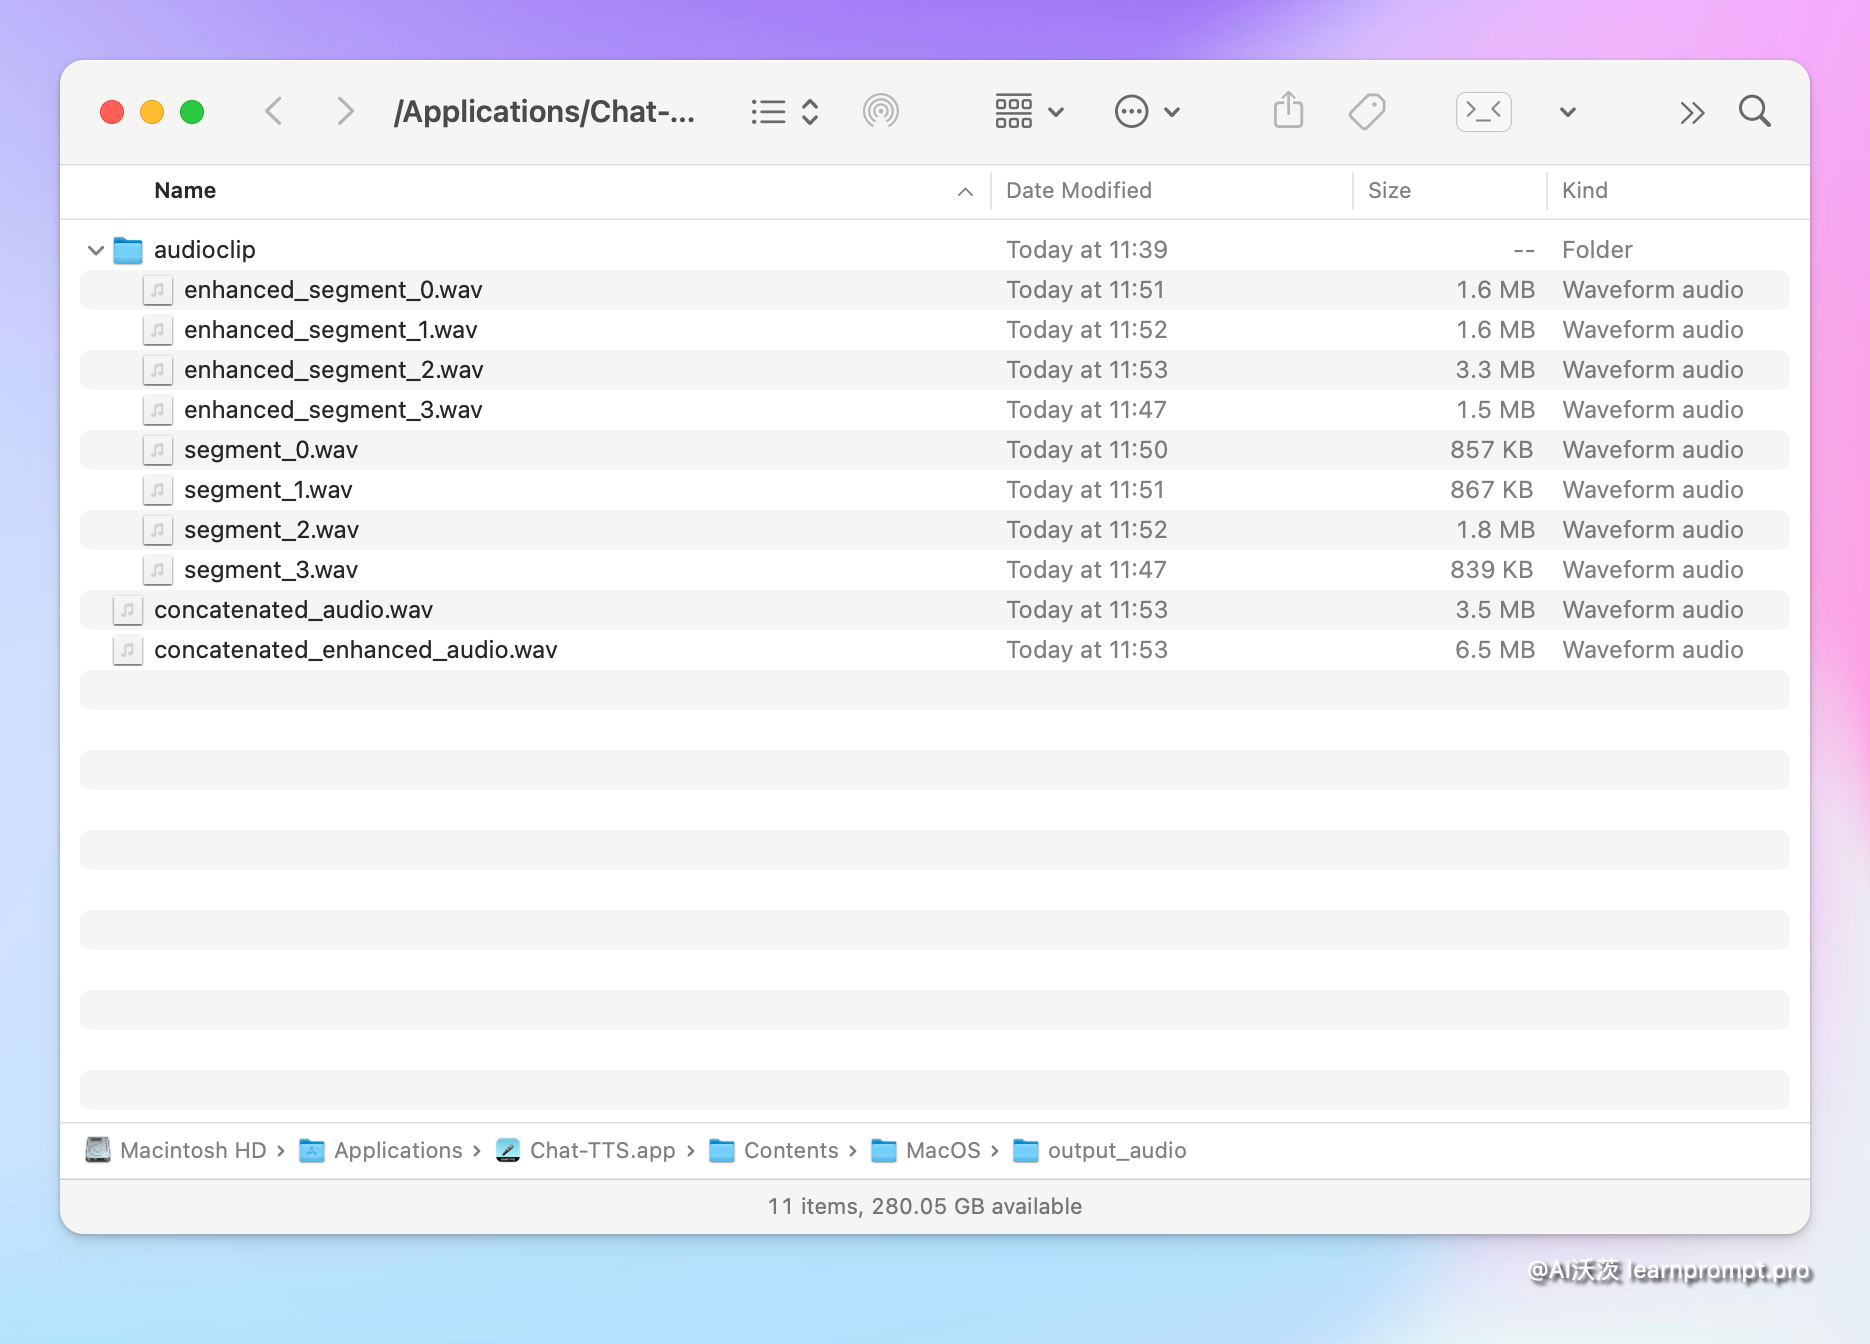 /Applications/Chat-...
Name Date Modified Size Kind
audioclip Today at 11:39 -- Folder
enhanced_segment_0.wav Today at 11:51 1.6 MB Waveform audio
enhanced_segment_1.wav Today at 11:52 1.6 MB Waveform audio
enhanced_segment_2.wav Today at 11:53 3.3 MB Waveform audio
enhanced_segment_3.wav Today at 11:47 1.5 MB Waveform audio
segment_0.wav Today at 11:50 857 KB Waveform audio
segment_1.wav Today at 11:51 867 KB Waveform audio
segment_2.wav Today at 11:52 1.8 MB Waveform audio
segment_3.wav Today at 11:47 839 KB Waveform audio
concatenated_audio.wav Today at 11:53 3.5 MB Waveform audio
concatenated_enhanced_audio.wav Today at 11:53 6.5 MB Waveform audio
Macintosh HD › Applications › Chat-TTS.app › Contents › MacOS › output_audio
11 items, 280.05 GB available
@AI沃茨 learnprompt.pro